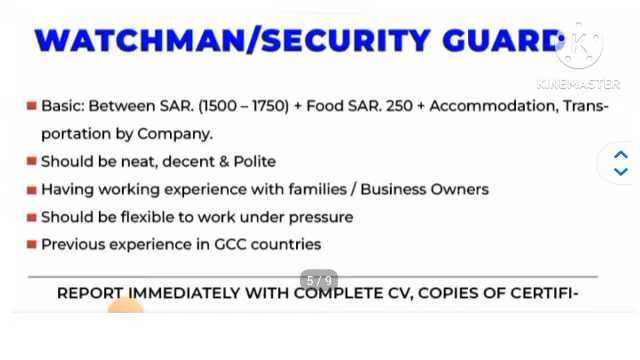 WATCHMAN/SECURITY GUARD
K
KINEMASTER
Basic: Between SAR. (1500 – 1750) + Food SAR. 250 + Accommodation, Trans-
portation by Company.
Should be neat, decent & Polite
Having working experience with families / Business Owners
Should be flexible to work under pressure
Previous experience in GCC countries
5 / 9
REPORT IMMEDIATELY WITH COMPLETE CV, COPIES OF CERTIFI-